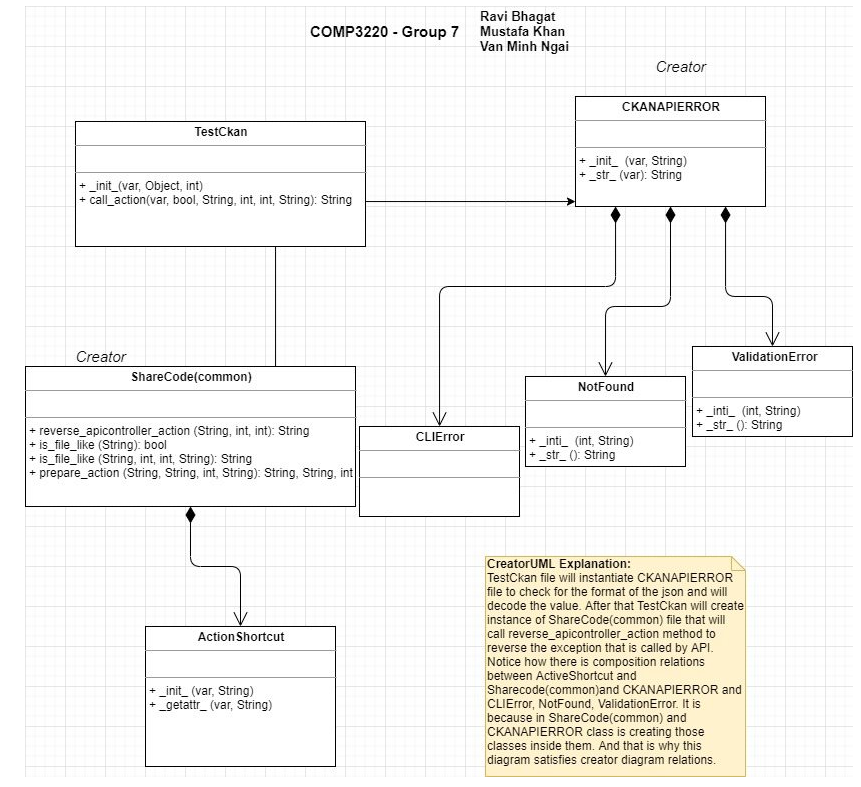 COMP3220 - Group 7
Ravi Bhagat
Mustafa Khan
Van Minh Ngai
Creator
CKANAPIERROR
+ _init_ (var, String)
+ _str_ (var): String
TestCkan
+ _init_(var, Object, int)
+ call_action(var, bool, String, int, int, String): String
Creator
ShareCode(common)
+ reverse_apicontroller_action (String, int, int): String
+ is_file_like (String): bool
+ is_file_like (String, int, int, String): String
+ prepare_action (String, String, int, String): String, String, int
CLIError
NotFound
+ _inti_ (int, String)
+ _str_ (): String
ValidationError
+ _inti_ (int, String)
+ _str_ (): String
ActionShortcut
+ _init_ (var, String)
+ _getattr_ (var, String)
CreatorUML Explanation:
TestCkan file will instantiate CKANAPIERROR
file to check for the format of the json and will
decode the value. After that TestCkan will create
instance of ShareCode(common) file that will
call reverse_apicontroller_action method to
reverse the exception that is called by API.
Notice how there is composition relations
between ActiveShortcut and
Sharecode(common)and CKANAPIERROR and
CLIError, NotFound, ValidationError. It is
because in ShareCode(common) and
CKANAPIERROR class is creating those
classes inside them. And that is why this
diagram satisfies creator diagram relations.